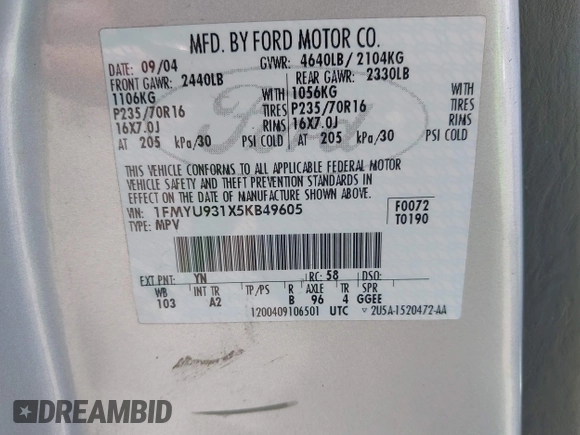 MFD. BY FORD MOTOR CO.
DATE: 09/04 GVWR: 4640LB/ 2104KG
FRONT GAWR: 2440LB REAR GAWR: 2330LB
1106KG WITH 1056KG WITH
P235/70R16 TIRES P235/70R16 TIRES
16X7.0J RIMS 16X7.0J RIMS
AT 205 kPa/30 PSI COLD AT 205 kPa/30 PSI COLD
THIS VEHICLE CONFORMS TO ALL APPLICABLE FEDERAL MOTOR
VEHICLE SAFETY AND THEFT PREVENTION STANDARDS IN
EFFECT ON THE DATE OF MANUFACTURE SHOWN ABOVE.
VIN: 1FMYU931X5KB49605 F0072
TYPE: MPV T0190
Ford
EXT PNT: YN RC: 58 DSO:
WB INT TR TP/PS R AXLE TR SPR
103 A2 B 96 4 GGEE
1200409106501 UTC 2U5A-1520472-AA
DREAMBID